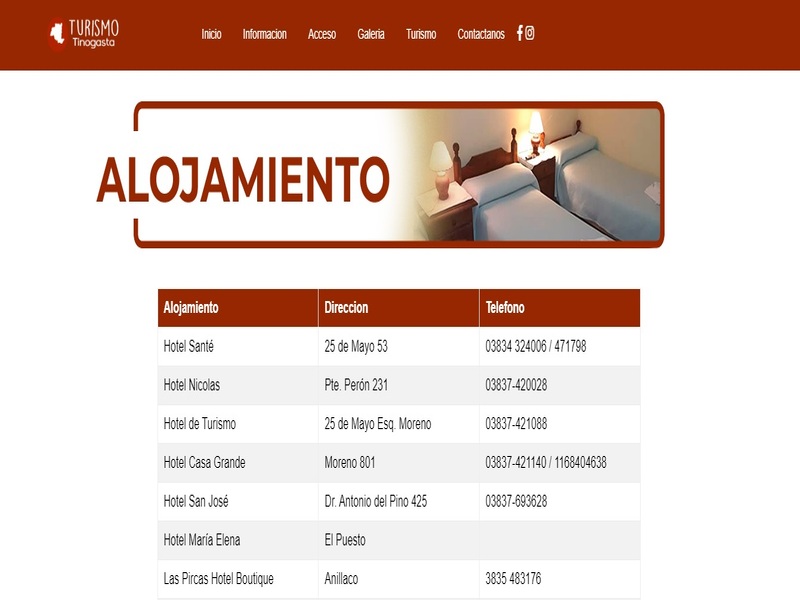 TURISMO
Tinogasta
Inicio Informacion Acceso Galeria Turismo Contactanos
ALOJAMIENTO
Alojamiento Direccion Telefono
Hotel Santé 25 de Mayo 53 03834 324006 / 471798
Hotel Nicolas Pte. Perón 231 03837-420028
Hotel de Turismo 25 de Mayo Esq. Moreno 03837-421088
Hotel Casa Grande Moreno 801 03837-421140 / 1168404638
Hotel San José Dr. Antonio del Pino 425 03837-693628
Hotel María Elena El Puesto
Las Pircas Hotel Boutique Anillaco 3835 483176